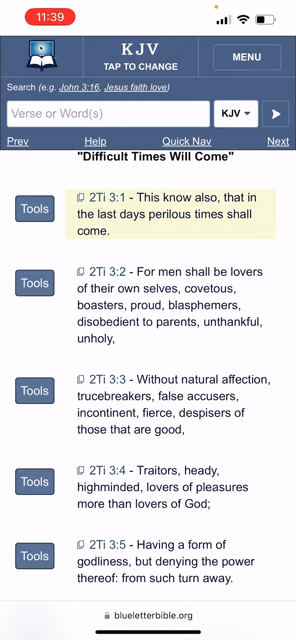 11:39
KJV
TAP TO CHANGE
MENU
Search (e.g. John 3:16, Jesus faith love)
Verse or Word(s)
KJV
Prev Help Quick Nav Next
"Difficult Times Will Come"
Tools
2Ti 3:1 - This know also, that in
the last days perilous times shall
come.
Tools
2Ti 3:2 - For men shall be lovers
of their own selves, covetous,
boasters, proud, blasphemers,
disobedient to parents, unthankful,
unholy,
Tools
2Ti 3:3 - Without natural affection,
trucebreakers, false accusers,
incontinent, fierce, despisers of
those that are good,
Tools
2Ti 3:4 - Traitors, heady,
highminded, lovers of pleasures
more than lovers of God;
Tools
2Ti 3:5 - Having a form of
godliness, but denying the power
thereof: from such turn away.
blueletterbible.org